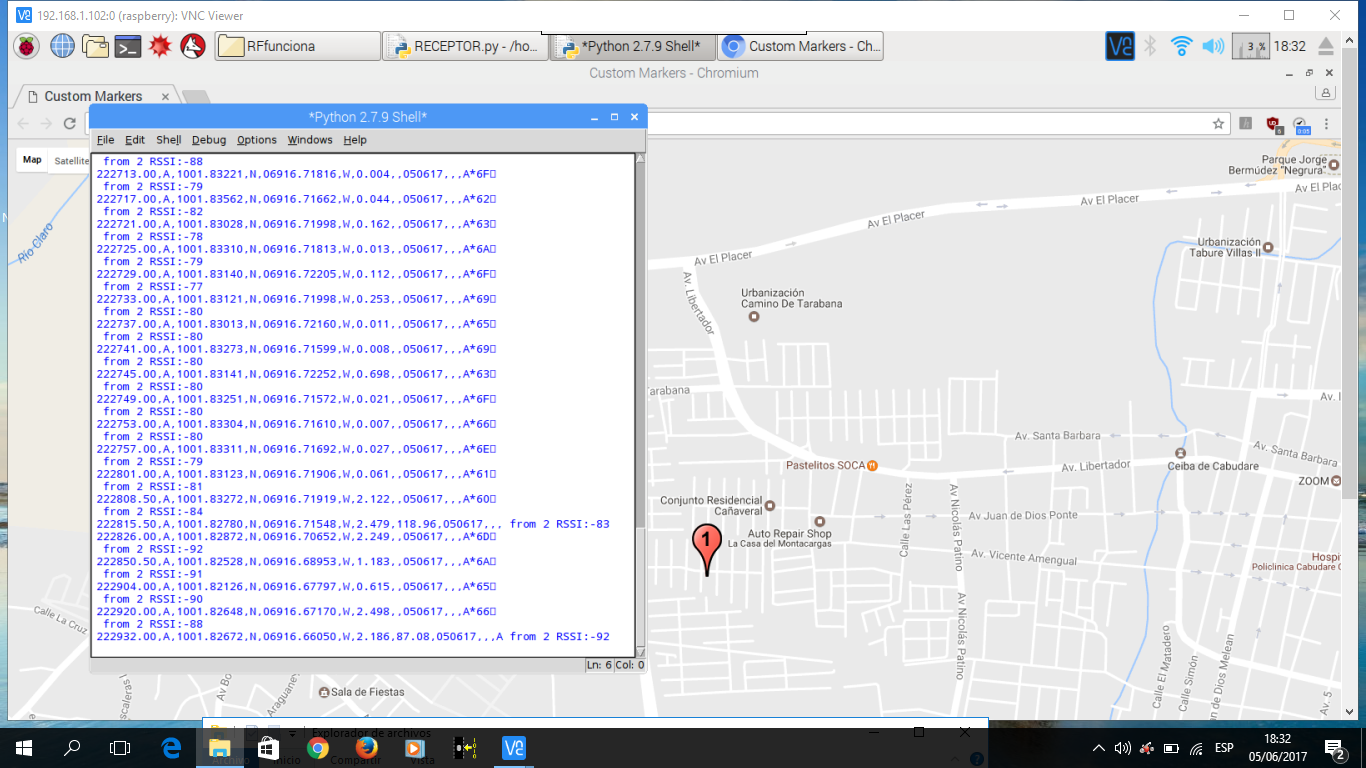 192.168.1.102:0 (raspberry): VNC Viewer
RFfunciona
RECEPTOR.py - /ho...
*Python 2.7.9 Shell*
Custom Markers - Ch...
3 %
18:32
Custom Markers - Chromium
Custom Markers
*Python 2.7.9 Shell*
File Edit Shell Debug Options Windows Help
Map
Satellite
from 2 RSSI:-88
222713.00,A,1001.83221,N,06916.71816,W,0.004,,050617,,,A*6F
from 2 RSSI:-79
222717.00,A,1001.83562,N,06916.71662,W,0.044,,050617,,,A*62
from 2 RSSI:-82
222721.00,A,1001.83028,N,06916.71998,W,0.162,,050617,,,A*63
from 2 RSSI:-78
222725.00,A,1001.83310,N,06916.71813,W,0.013,,050617,,,A*6A
from 2 RSSI:-79
222729.00,A,1001.83140,N,06916.72205,W,0.112,,050617,,,A*6F
from 2 RSSI:-77
222733.00,A,1001.83121,N,06916.71998,W,0.253,,050617,,,A*69
from 2 RSSI:-80
222737.00,A,1001.83013,N,06916.72160,W,0.011,,050617,,,A*65
from 2 RSSI:-80
222741.00,A,1001.83273,N,06916.71599,W,0.008,,050617,,,A*69
from 2 RSSI:-80
222745.00,A,1001.83141,N,06916.72252,W,0.698,,050617,,,A*63
from 2 RSSI:-80
222749.00,A,1001.83251,N,06916.71572,W,0.021,,050617,,,A*6F
from 2 RSSI:-80
222753.00,A,1001.83304,N,06916.71610,W,0.007,,050617,,,A*66
from 2 RSSI:-80
222757.00,A,1001.83311,N,06916.71692,W,0.027,,050617,,,A*6E
from 2 RSSI:-79
222801.00,A,1001.83123,N,06916.71906,W,0.061,,050617,,,A*61
from 2 RSSI:-81
222808.50,A,1001.83272,N,06916.71919,W,2.122,,050617,,,A*60
from 2 RSSI:-84
222815.50,A,1001.82780,N,06916.71548,W,2.479,118.96,050617,,, from 2 RSSI:-83
222826.00,A,1001.82872,N,06916.70652,W,2.249,,050617,,,A*6D
from 2 RSSI:-92
222850.50,A,1001.82528,N,06916.68953,W,1.183,,050617,,,A*6A
from 2 RSSI:-91
222904.00,A,1001.82126,N,06916.67797,W,0.615,,050617,,,A*65
from 2 RSSI:-90
222920.00,A,1001.82648,N,06916.67170,W,2.498,,050617,,,A*66
from 2 RSSI:-88
222932.00,A,1001.82672,N,06916.66050,W,2.186,87.08,050617,,,A from 2 RSSI:-92
Ln: 6 Col: 0
Río Claro
Parque Jorge
Bermúdez "Negrura"
Av El Placer
Av El Placer
Av El Placer
Av El Placer
Urbanización
Tabure Villas II
Av. Libertador
Urbanización
Camino De Tarabana
Tarabana
Av. Santa Barbara
Av. Santa Barbara
Pastelitos SOCA
Av. Libertador
Ceiba de Cabudare
ZOOM
Conjunto Residencial
Cañaveral
Auto Repair Shop
La Casa del Montacargas
1
Calle Las Pérez
Av Nicolás Patino
Av Juan de Dios Ponte
Av. Vicente Amengual
Hospi
Policlinica Cabudare C
Calle La Cruz
Av Nicolás Patino
Calle El Matadero
Calle Simón
an de Dios Melean
Av. 5
Sala de Fiestas
Av Bo
Araguaney
Explorador de archivos
Archivo
Inicio
Compartir
Vista
ESP
18:32
05/06/2017
2